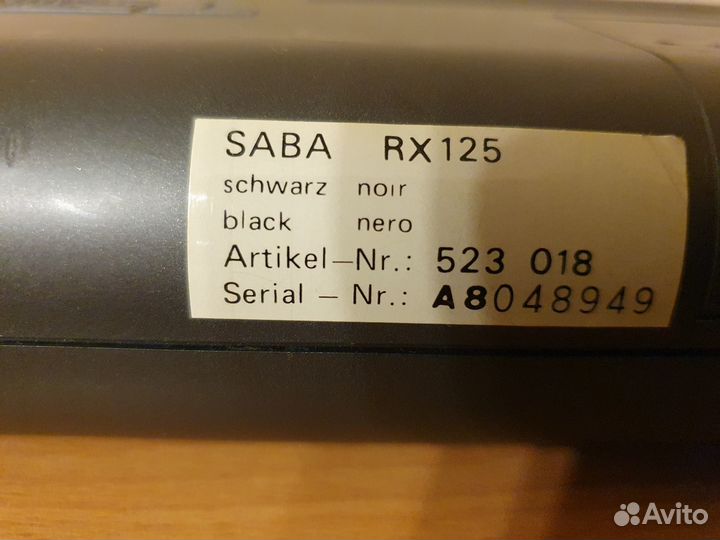 SABA RX125
schwarz noir
black nero
Artikel-Nr.: 523 018
Serial - Nr.: A8048949
Avito